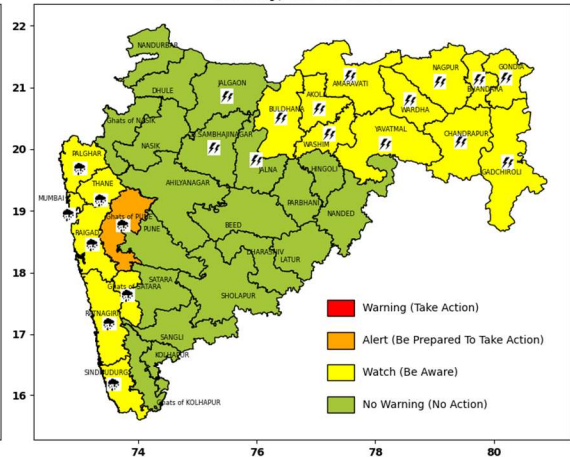 22
21
20
19
18
17
16
74
76
78
80
NANDURBAR
DHULE
JALGAON
Ghats of NASIK
NASIK
S.SAMBHAJINAGAR
JALNA
BULDHANA
AKOLA
AMARAVATI
WASHIM
WARDHA
NAGPUR
BHANDARA
GONDIA
YAVATMAL
CHANDRAPUR
GADCHIROLI
PALGHAR
THANE
MUMBAI
RAIGAD
Ghats of PUNE
PUNE
AHILYANAGAR
HINGOLI
PARBHANI
NANDED
BEED
DHARASHIV
LATUR
SATARA
Ghats of SATARA
SHOLAPUR
RATNAGIRI
SANGLI
KOLHAPUR
SINDHUDURG
Ghats of KOLHAPUR
Warning (Take Action)
Alert (Be Prepared To Take Action)
Watch (Be Aware)
No Warning (No Action)